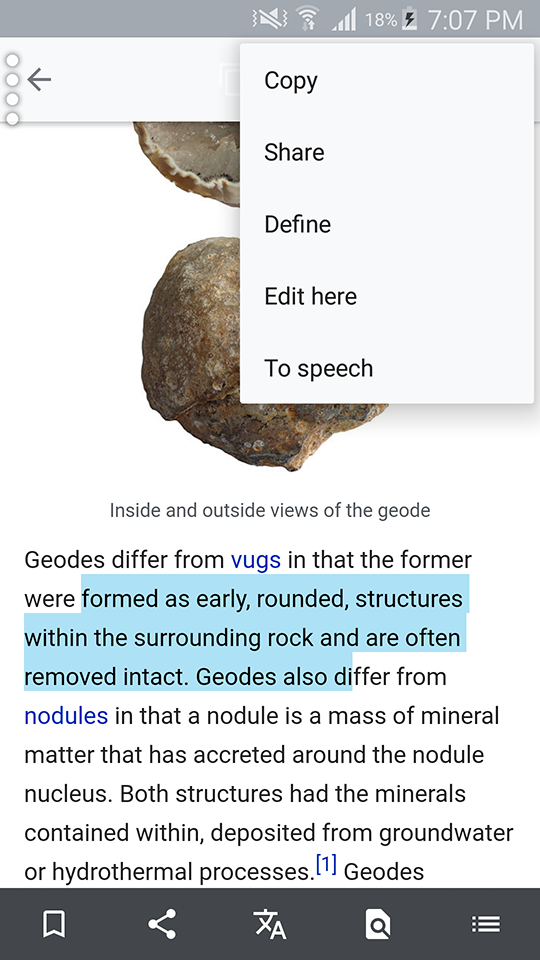 18% 7:07 PM
Copy
Share
Define
Edit here
To speech
Inside and outside views of the geode
Geodes differ from vugs in that the former
were formed as early, rounded, structures
within the surrounding rock and are often
removed intact. Geodes also differ from
nodules in that a nodule is a mass of mineral
matter that has accreted around the nodule
nucleus. Both structures had the minerals
contained within, deposited from groundwater
or hydrothermal processes.[1] Geodes